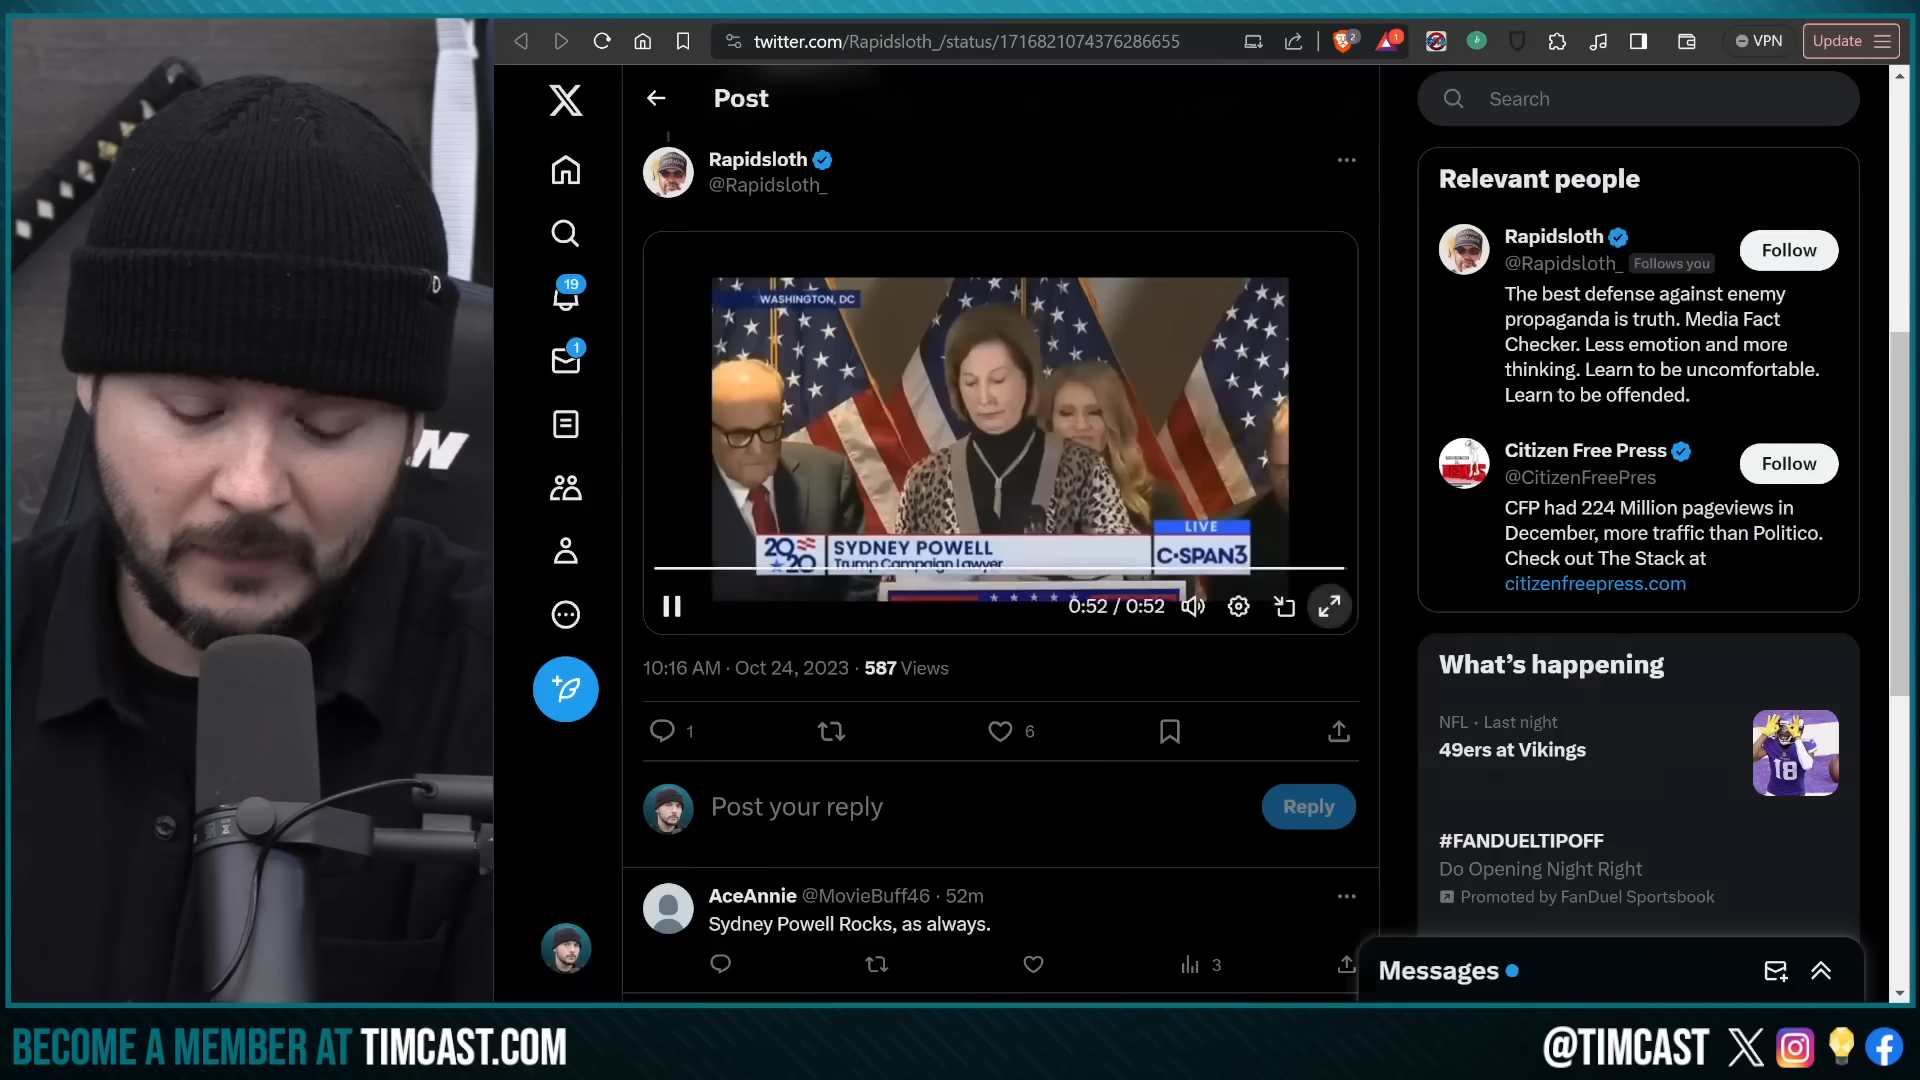 twitter.com/Rapidsloth_/status/1716821074376286655
2
1
VPN
Update
Post
Search
Rapidsloth
@Rapidsloth_
19
1
WASHINGTON, DC
2020
SYDNEY POWELL
Trump Campaign Lawyer
LIVE
C-SPAN3
0:52 / 0:52
10:16 AM · Oct 24, 2023 · 587 Views
1
6
Post your reply
Reply
AceAnnie @MovieBuff46 · 52m
Sydney Powell Rocks, as always.
3
Relevant people
Rapidsloth
@Rapidsloth_ Follows you
Follow
The best defense against enemy
propaganda is truth. Media Fact
Checker. Less emotion and more
thinking. Learn to be uncomfortable.
Learn to be offended.
Citizen Free Press
@CitizenFreePres
Follow
CFP had 224 Million pageviews in
December, more traffic than Politico.
Check out The Stack at
citizenfreepress.com
What's happening
NFL · Last night
49ers at Vikings
18
#FANDUELTIPOFF
Do Opening Night Right
Promoted by FanDuel Sportsbook
Messages
BECOME A MEMBER AT TIMCAST.COM
@TIMCAST